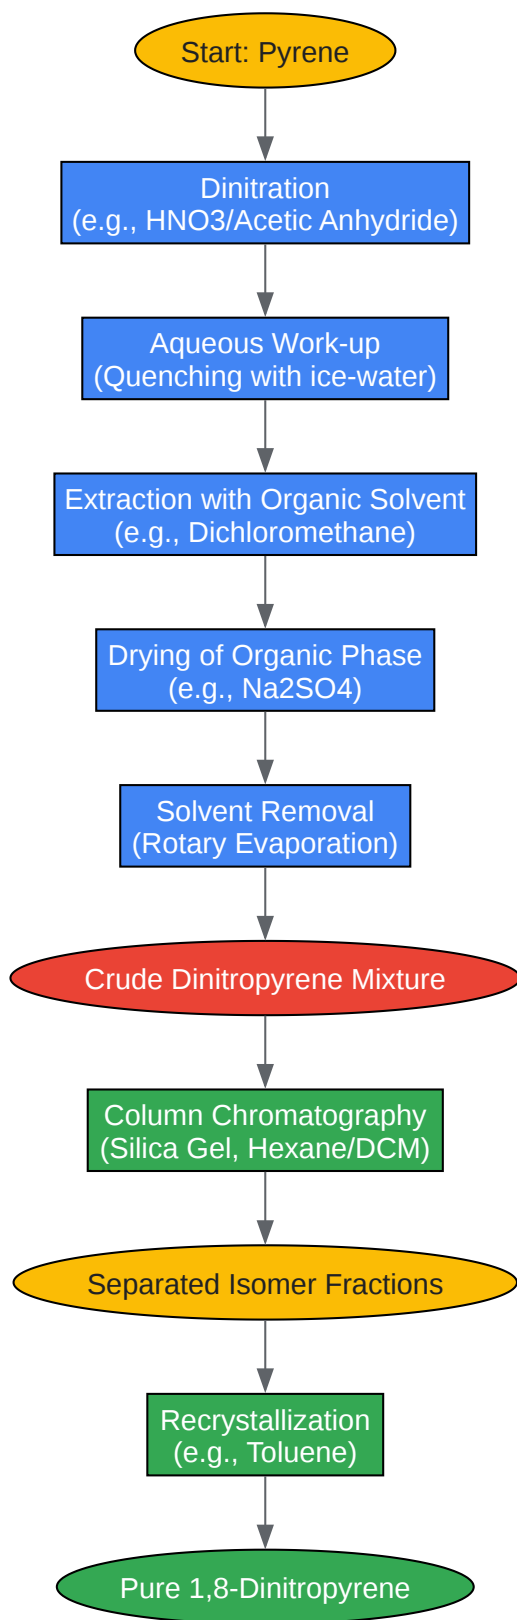 Start: Pyrene
Dinitration
(e.g., HNO3/Acetic Anhydride)
Aqueous Work-up
(Quenching with ice-water)
Extraction with Organic Solvent
(e.g., Dichloromethane)
Drying of Organic Phase
(e.g., Na2SO4)
Solvent Removal
(Rotary Evaporation)
Crude Dinitropyrene Mixture
Column Chromatography
(Silica Gel, Hexane/DCM)
Separated Isomer Fractions
Recrystallization
(e.g., Toluene)
Pure 1,8-Dinitropyrene